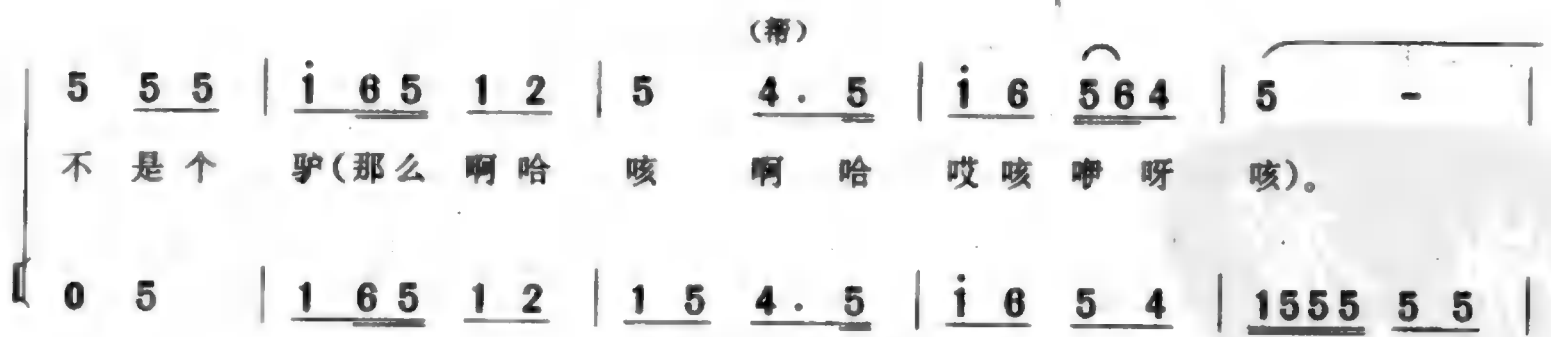 (帮)
5 5 5 | i 6 5 1 2 | 5 4 . 5 | i 6 5 6 4 | 5 - |
不 是 个 驴(那么 啊 哈 咳 啊 哈 哎 咳 咿 呀 咳)。
0 5 | 1 6 5 1 2 | 1 5 4 . 5 | i 6 5 4 | 1555 5 5 |